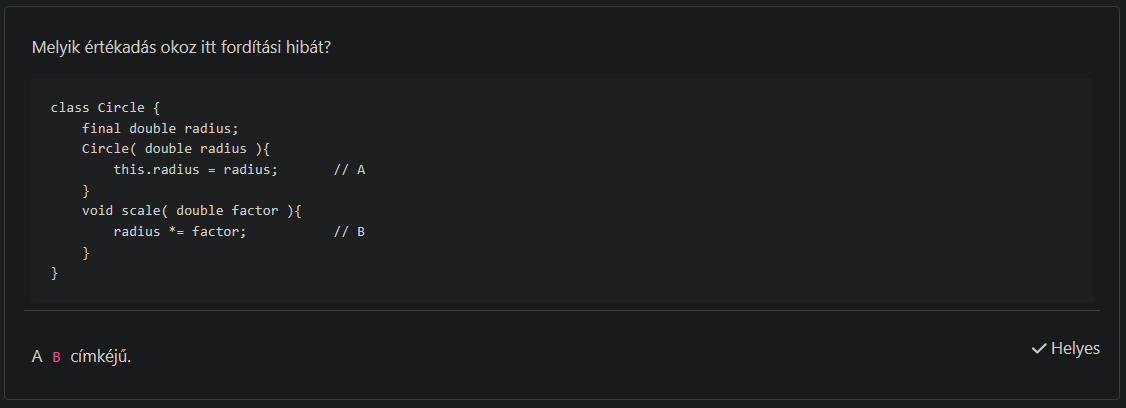 Melyik értékadás okoz itt fordítási hibát?
class Circle {
    final double radius;
    Circle( double radius ){
        this.radius = radius;       // A
    }
    void scale( double factor ){
        radius *= factor;           // B
    }
}
A B címkéjű.
✓ Helyes